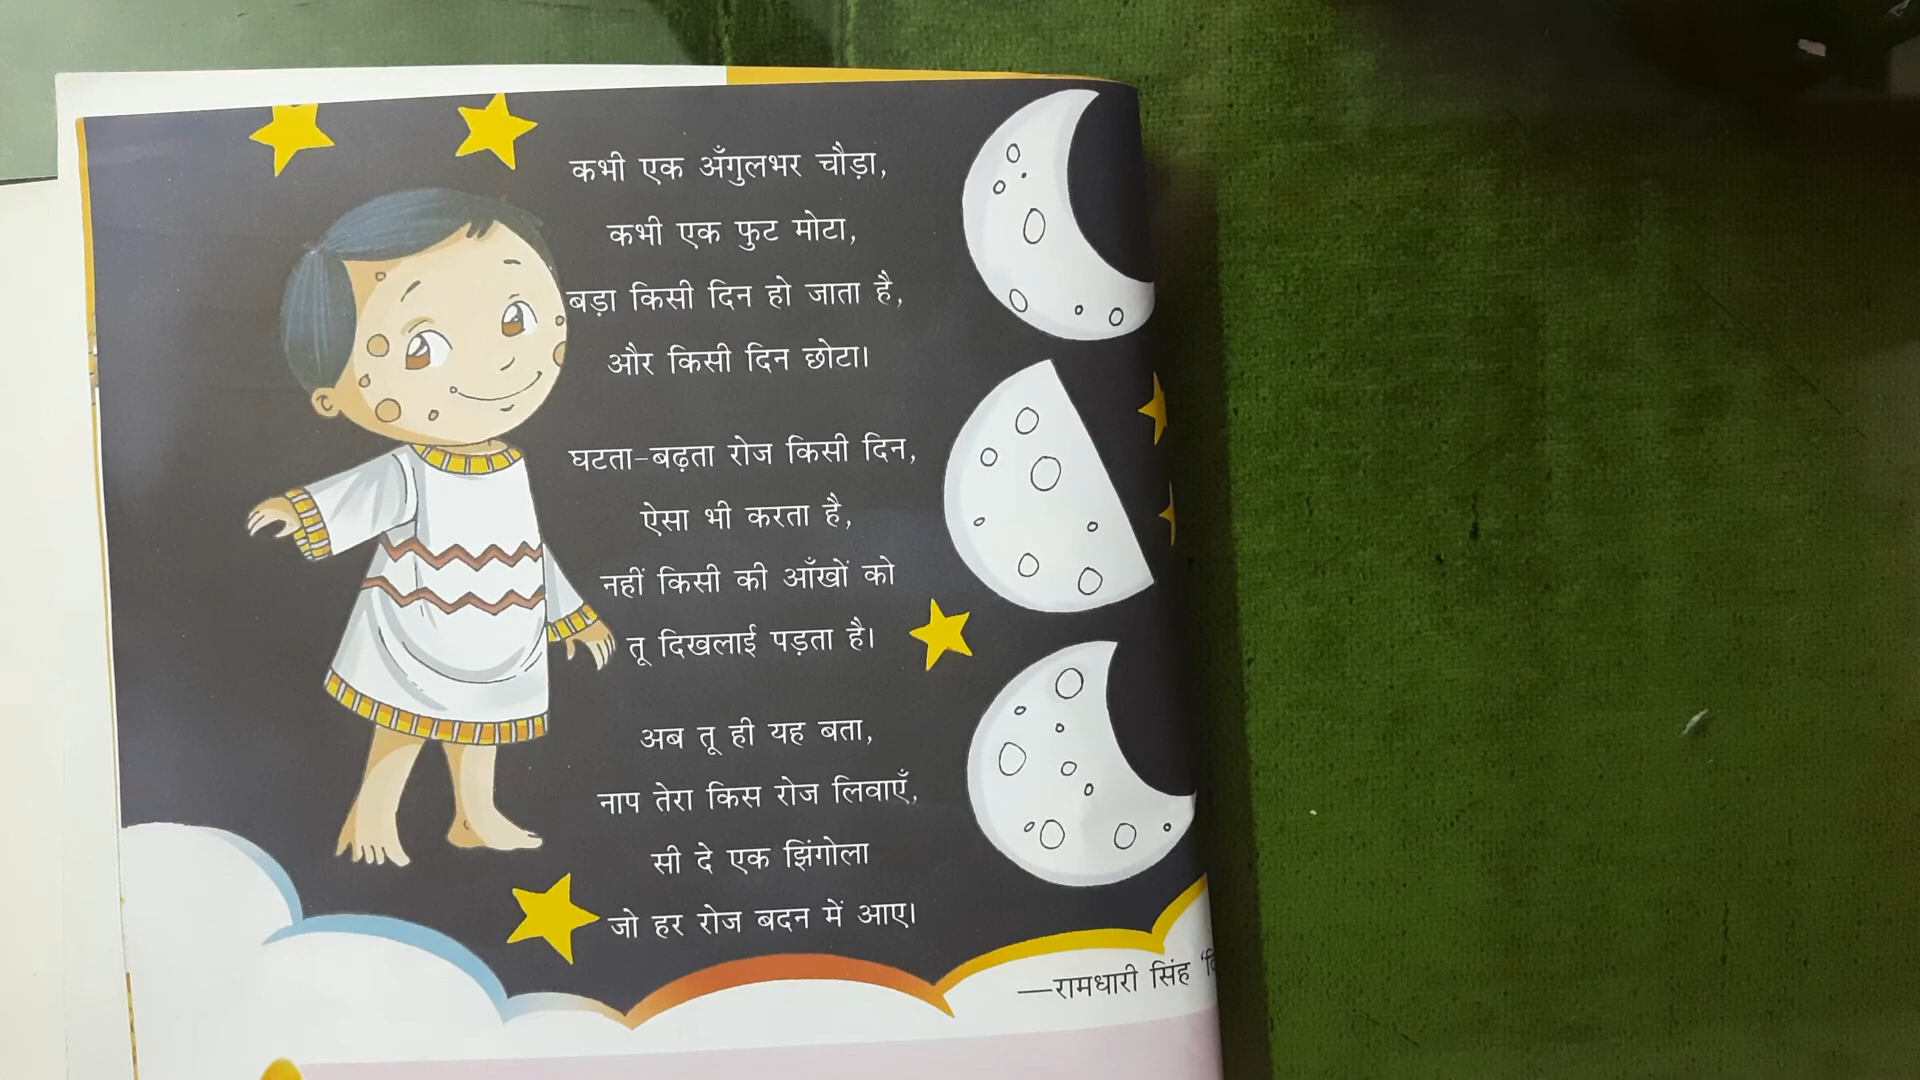 कभी एक अँगुलभर चौड़ा,
कभी एक फुट मोटा,
बड़ा किसी दिन हो जाता है,
और किसी दिन छोटा।
घटता-बढ़ता रोज किसी दिन,
ऐसा भी करता है,
नहीं किसी की आँखों को
तू दिखलाई पड़ता है।
अब तू ही यह बता,
नाप तेरा किस रोज लिवाएँ,
सी दे एक झिंगोला
जो हर रोज बदन में आए।
—रामधारी सिंह